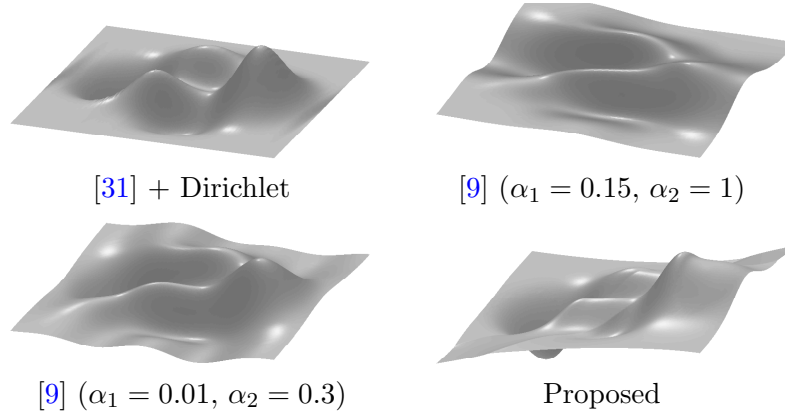 [31] + Dirichlet
[9] (α₁ = 0.15, α₂ = 1)
[9] (α₁ = 0.01, α₂ = 0.3)
Proposed